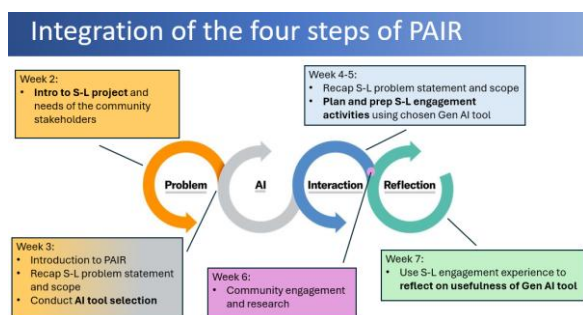 Integration of the four steps of PAIR
Week 2:
• Intro to S-L project and
needs of the community
stakeholders
Week 4-5:
• Recap S-L problem statement and scope
• Plan and prep S-L engagement
activities using chosen Gen AI tool
Problem
AI
Interaction
Reflection
Week 3:
• Introduction to PAIR
• Recap S-L problem statement
and scope
• Conduct AI tool selection
Week 6:
• Community engagement
and research
Week 7:
• Use S-L engagement experience to
reflect on usefulness of Gen AI tool